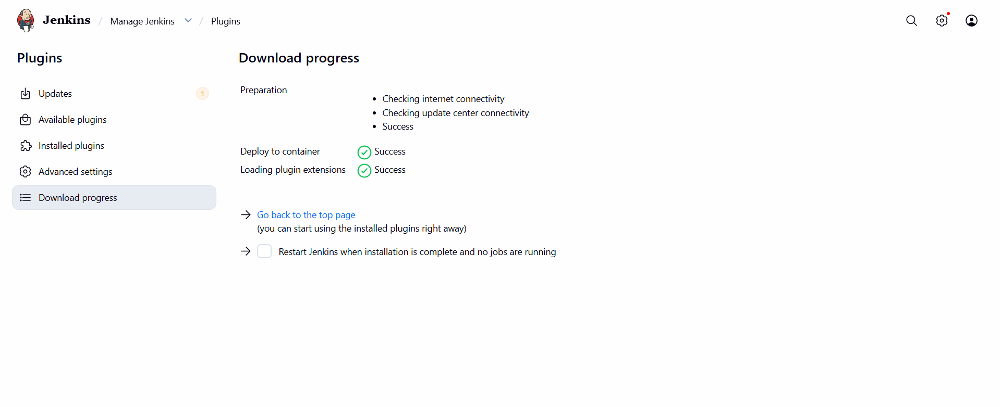 Jenkins / Manage Jenkins / Plugins
Plugins
Updates 1
Available plugins
Installed plugins
Advanced settings
Download progress
Download progress
Preparation
• Checking internet connectivity
• Checking update center connectivity
• Success
Deploy to container Success
Loading plugin extensions Success
Go back to the top page
(you can start using the installed plugins right away)
Restart Jenkins when installation is complete and no jobs are running